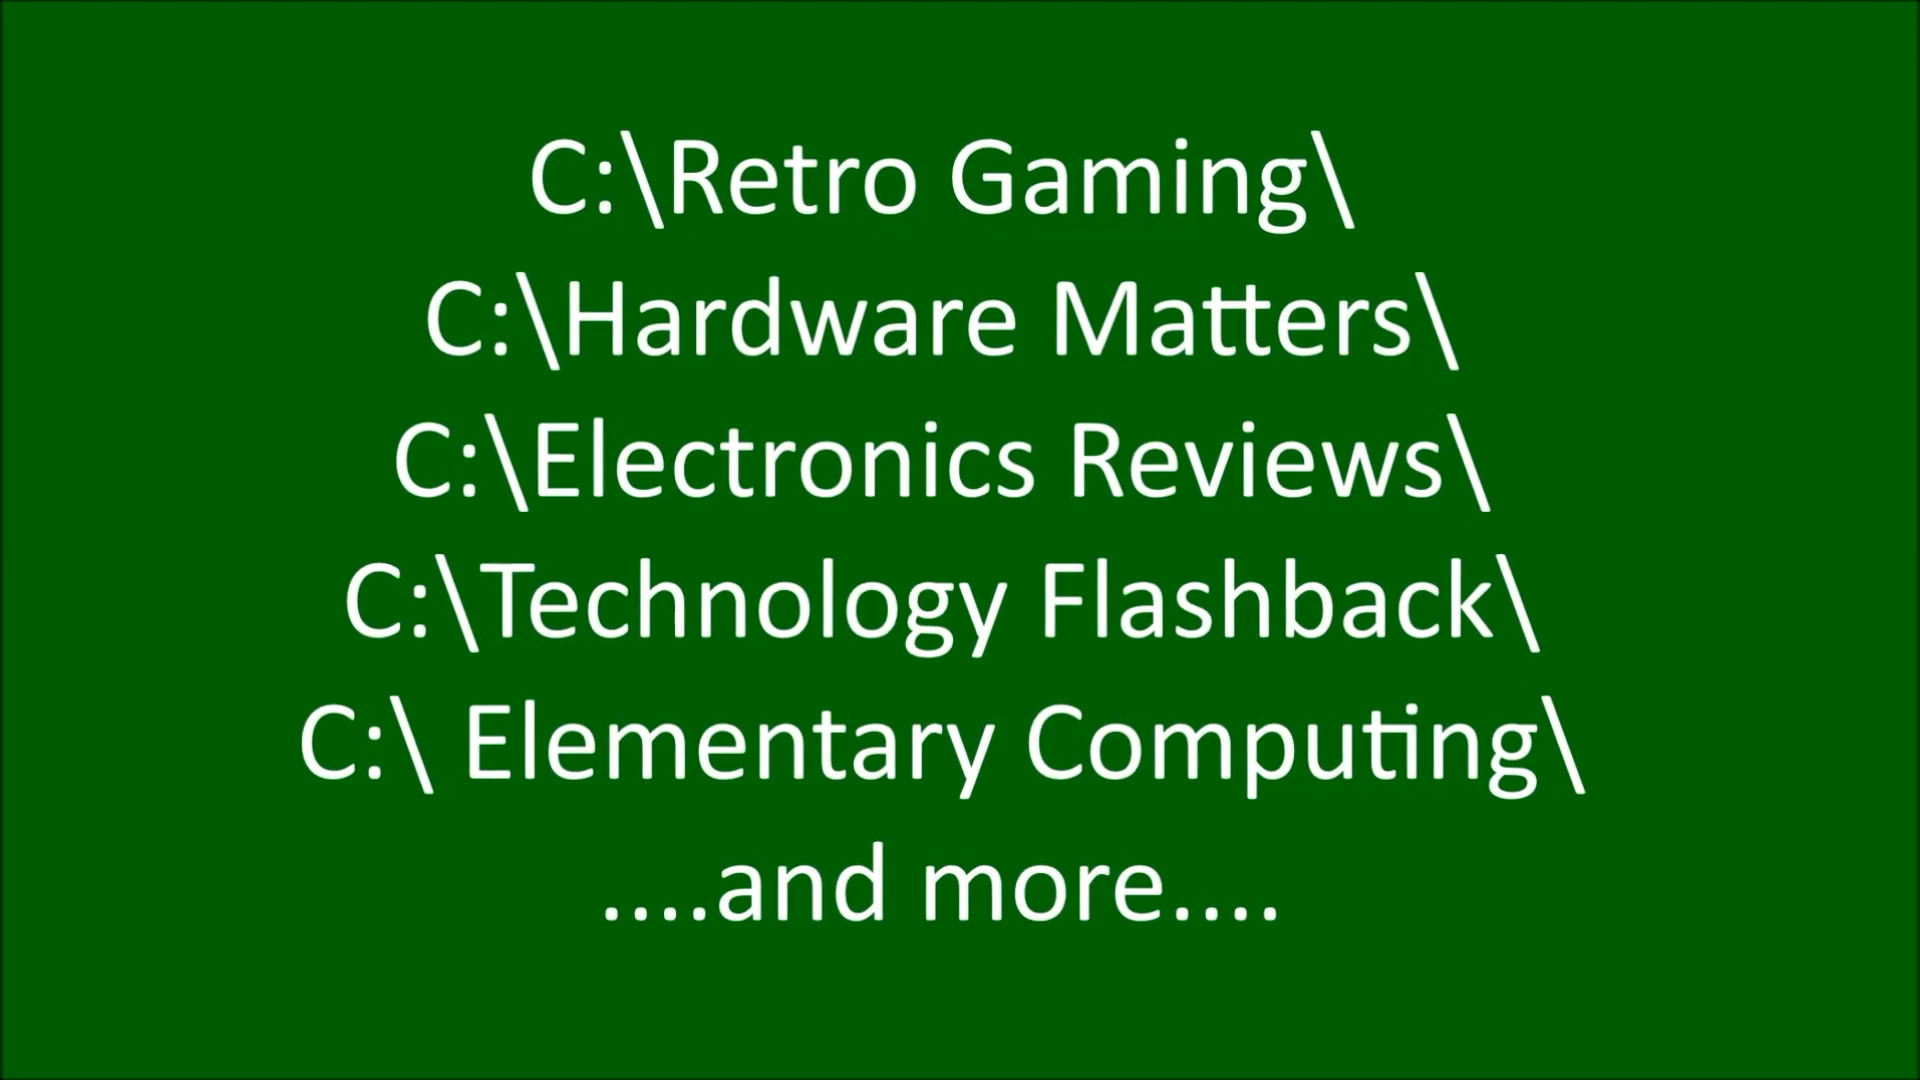 C:\Retro Gaming\
C:\Hardware Matters\
C:\Electronics Reviews\
C:\Technology Flashback\
C:\ Elementary Computing\
....and more....